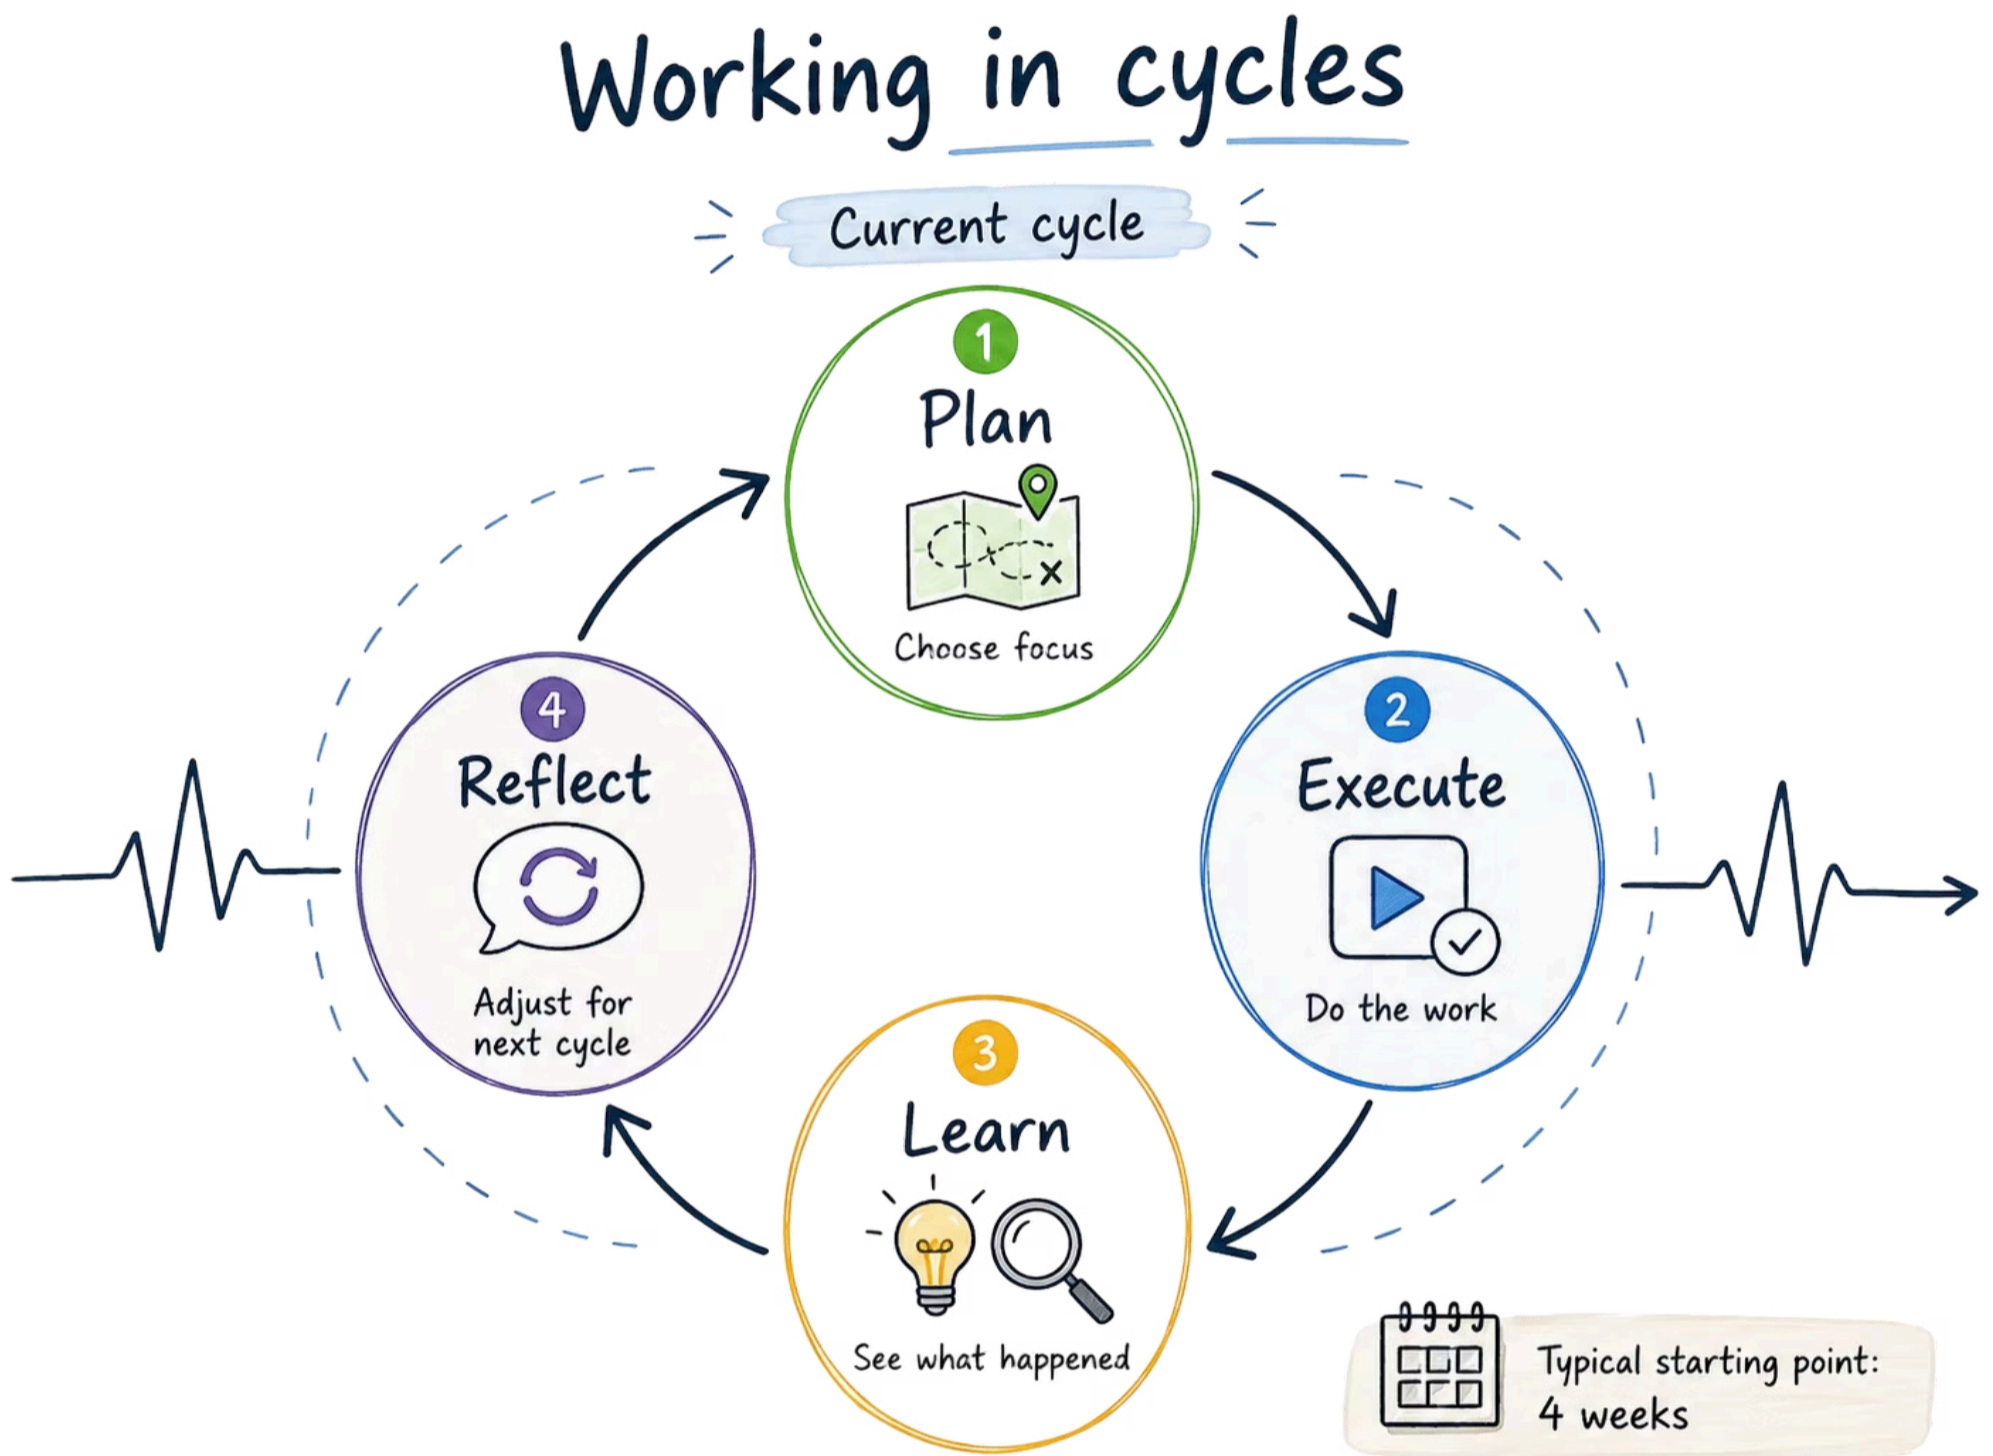 Working in cycles
Current cycle
1
Plan
Choose focus
2
Execute
Do the work
3
Learn
See what happened
4
Reflect
Adjust for
next cycle
Typical starting point:
4 weeks